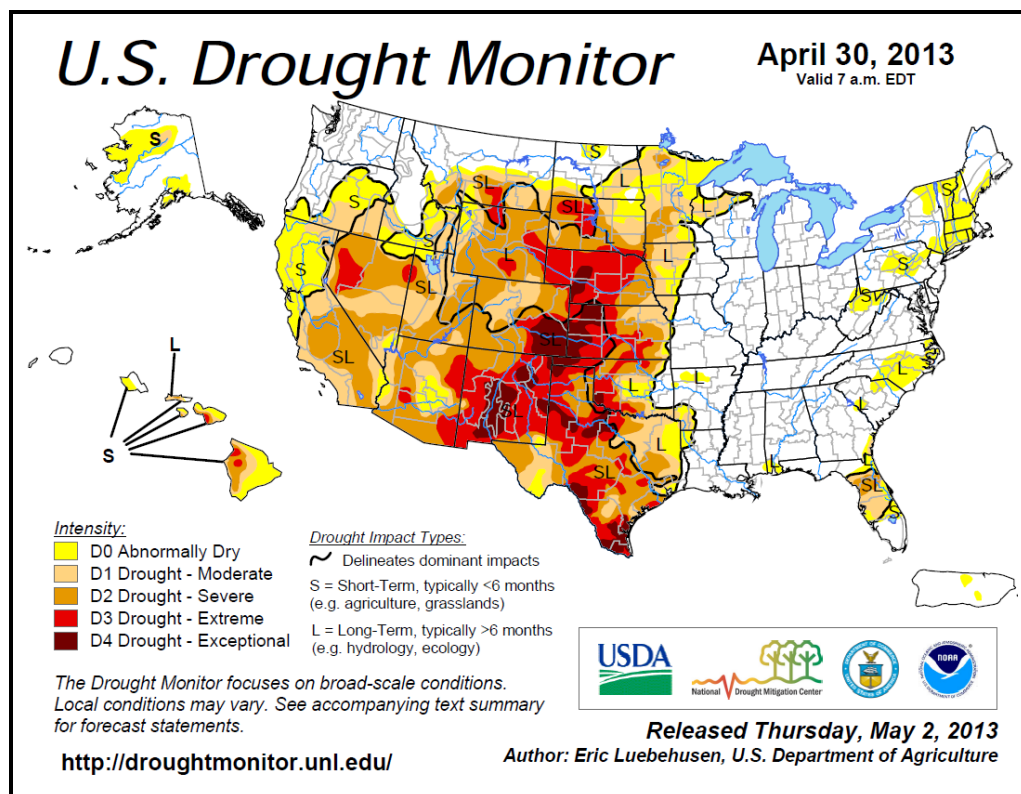 U.S. Drought Monitor
April 30, 2013
Valid 7 a.m. EDT
S
S
SL
L
S
SL
L
L
S
S
L
L
S
S
SL
SL
SV
SL
L
L
L
L
SL
L
SL
L
SL
S
L
S
Intensity:
D0 Abnormally Dry
D1 Drought - Moderate
D2 Drought - Severe
D3 Drought - Extreme
D4 Drought - Exceptional
Drought Impact Types:
Delineates dominant impacts
S = Short-Term, typically <6 months
(e.g. agriculture, grasslands)
L = Long-Term, typically >6 months
(e.g. hydrology, ecology)
The Drought Monitor focuses on broad-scale conditions.
Local conditions may vary. See accompanying text summary
for forecast statements.
http://droughtmonitor.unl.edu/
USDA
National Drought Mitigation Center
NOAA
Released Thursday, May 2, 2013
Author: Eric Luebehusen, U.S. Department of Agriculture